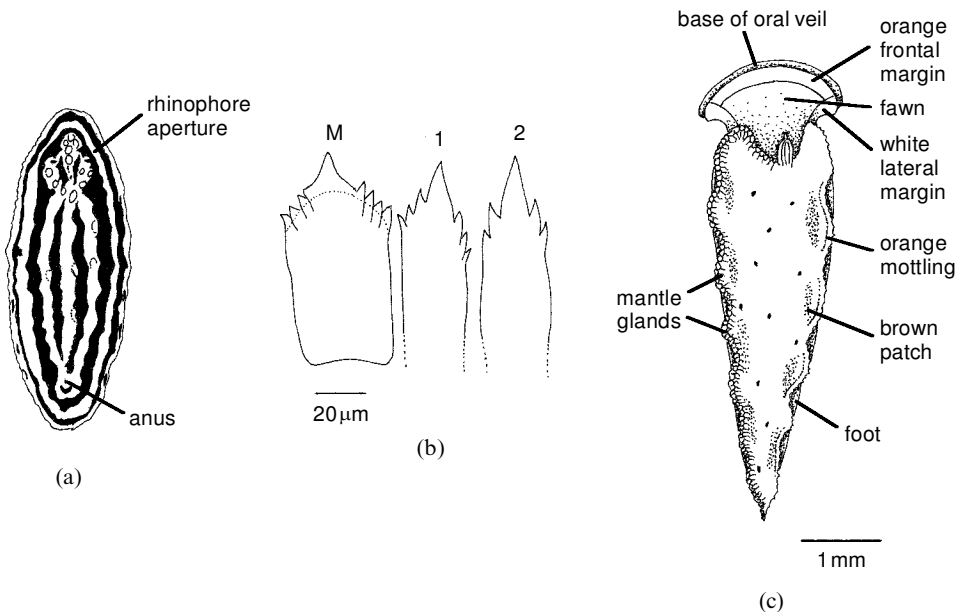 rhinophore
aperture
anus
(a)
M
1
2
20 µm
(b)
base of oral veil
orange
frontal
margin
fawn
white
lateral
margin
orange
mottling
mantle
glands
brown
patch
foot
1 mm
(c)